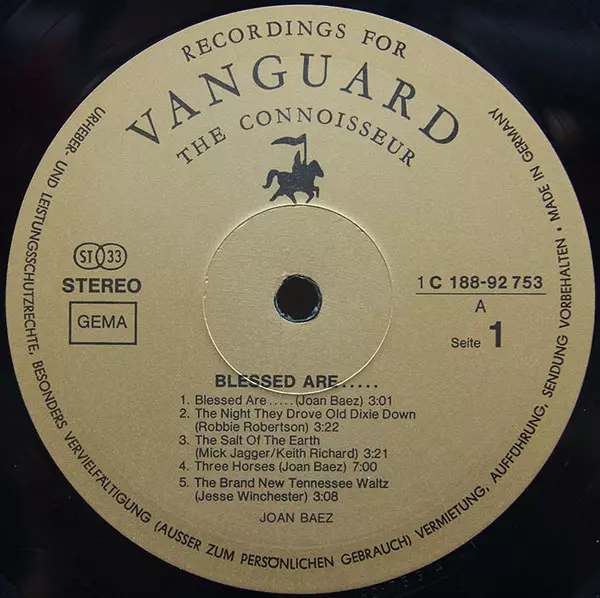 RECORDINGS FOR
VANGUARD
THE CONNOISSEUR
ST 33
STEREO
GEMA
1 C 188-92 753
A
Seite 1
BLESSED ARE.....
1. Blessed Are .....(Joan Baez) 3:01
2. The Night They Drove Old Dixie Down
(Robbie Robertson) 3:22
3. The Salt Of The Earth
(Mick Jagger/Keith Richard) 3:21
4. Three Horses (Joan Baez) 7:00
5. The Brand New Tennessee Waltz
(Jesse Winchester) 3:08
JOAN BAEZ
URHEBER- UND LEISTUNGSSCHUTZRECHTE, BESONDERS VERVIELFÄLTIGUNG (AUSSER ZUM PERSÖNLICHEN GEBRAUCH) VERMIETUNG, AUFFÜHRUNG, SENDUNG VORBEHALTEN • MADE IN GERMANY